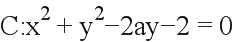 C:x² + y²−2ay−2 = 0